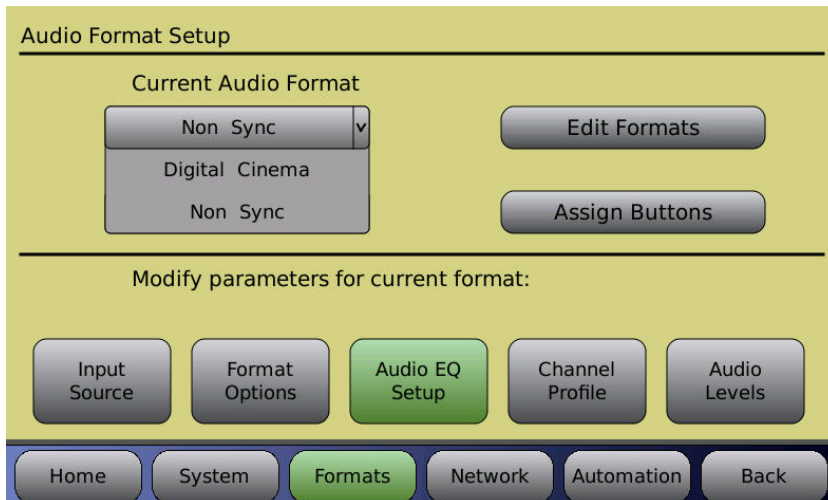 Audio Format Setup
Current Audio Format
Non Sync
Digital Cinema
Non Sync
Edit Formats
Assign Buttons
Modify parameters for current format:
Input
Source
Format
Options
Audio EQ
Setup
Channel
Profile
Audio
Levels
Home
System
Formats
Network
Automation
Back